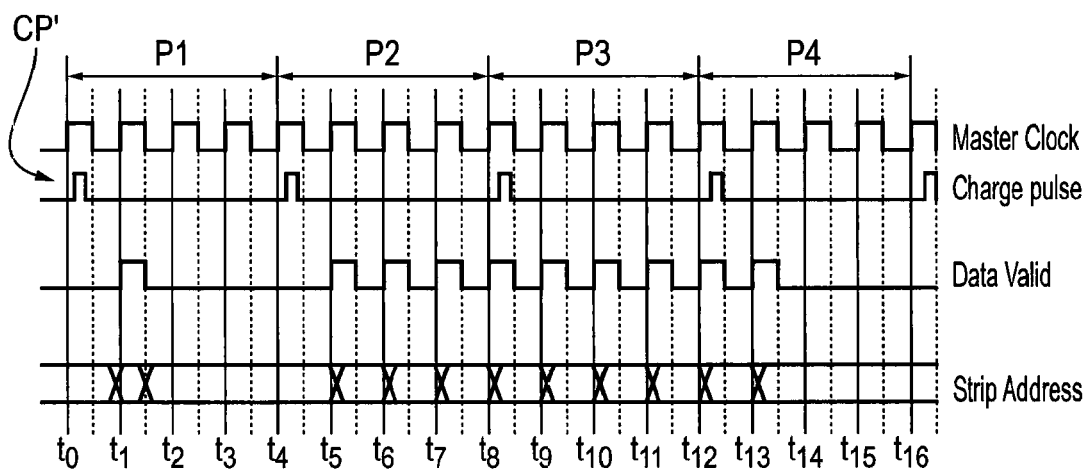 CP'
P1 P2 P3 P4
Master Clock
Charge pulse
Data Valid
Strip Address
t0 t1 t2 t3 t4 t5 t6 t7 t8 t9 t10 t11 t12 t13 t14 t15 t16